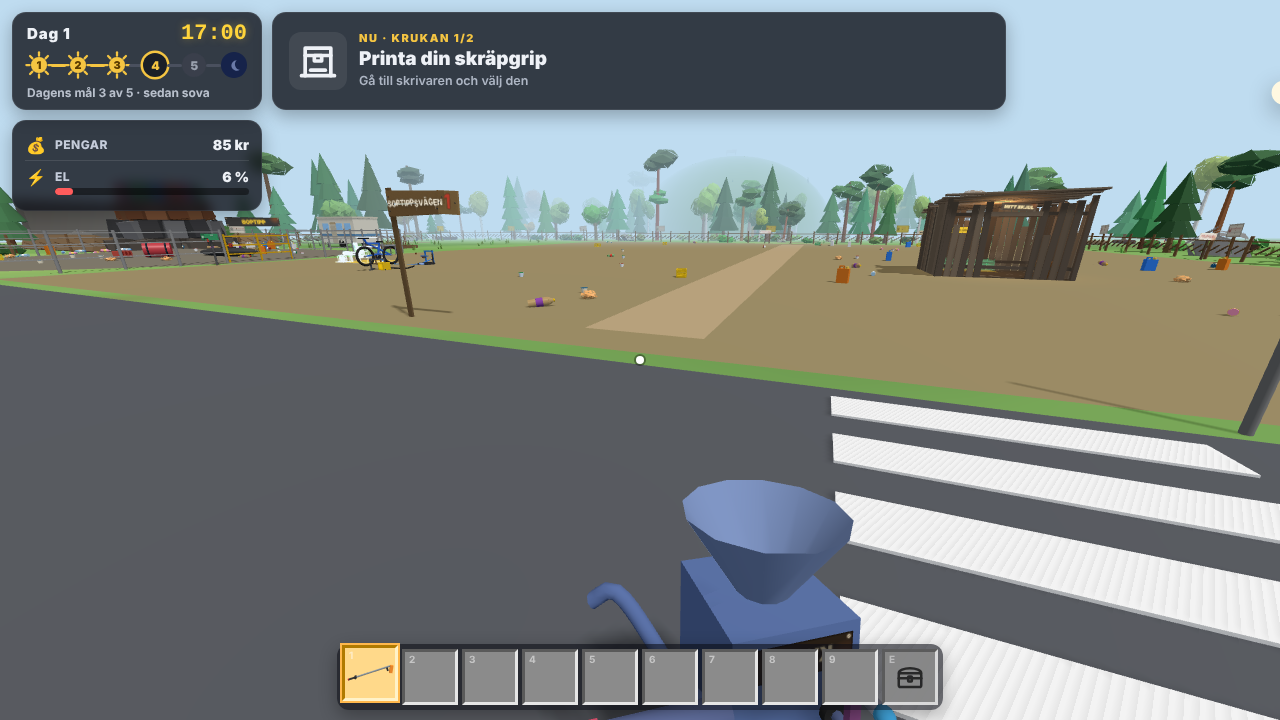 Dag 1
17:00
1
2
3
4
5
Dagens mål 3 av 5 · sedan sova
NU · KRUKAN 1/2
Printa din skräpgrip
Gå till skrivaren och välj den
PENGAR
85 kr
EL
6 %
SOPTIPPSVÄGEN
SOPTIPP
1
2
3
4
5
6
7
8
9
E